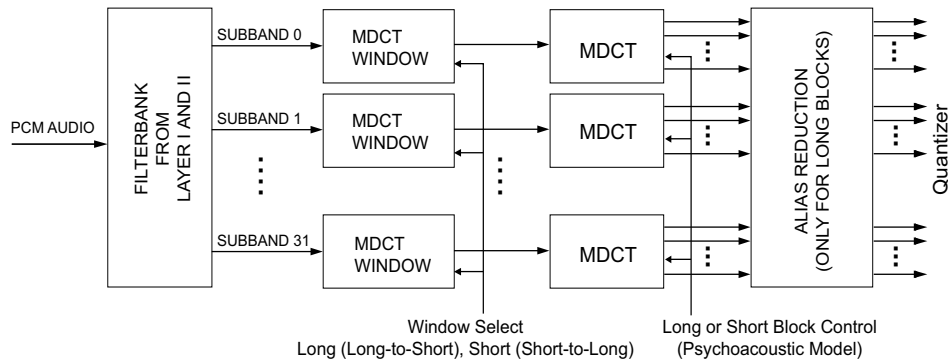 PCM AUDIO
FILTERBANK
FROM
LAYER I AND II
SUBBAND 0
MDCT
WINDOW
MDCT
SUBBAND 1
MDCT
WINDOW
MDCT
SUBBAND 31
MDCT
WINDOW
MDCT
ALIAS REDUCTION
(ONLY FOR LONG BLOCKS)
Quantizer
Window Select
Long (Long-to-Short), Short (Short-to-Long)
Long or Short Block Control
(Psychoacoustic Model)